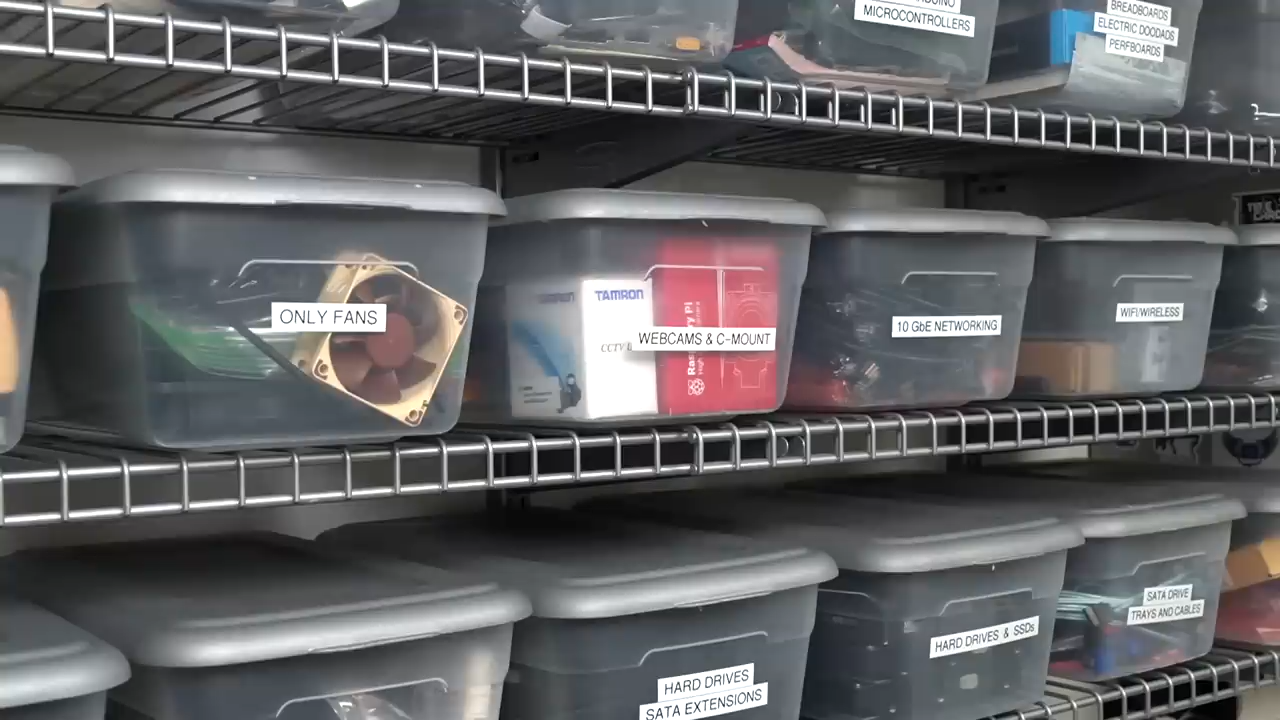 MICROCONTROLLERS
BREADBOARDS
ELECTRIC DOODADS
PERFBOARDS
ONLY FANS
TAMRON
CCTV
WEBCAMS & C-MOUNT
10 GbE NETWORKING
WIFI/WIRELESS
HARD DRIVES
SATA EXTENSIONS
HARD DRIVES & SSDs
SATA DRIVE
TRAYS AND CABLES